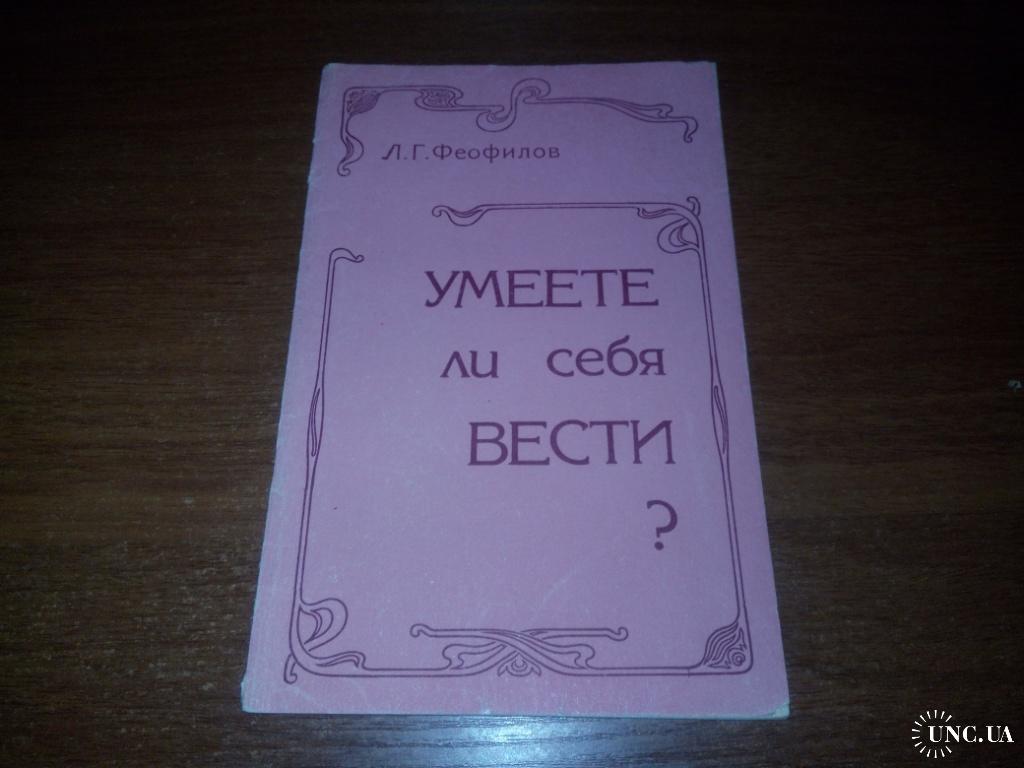 Л.Г.Феофилов
УМЕЕТЕ
ли себя
ВЕСТИ
?
UNC.UA